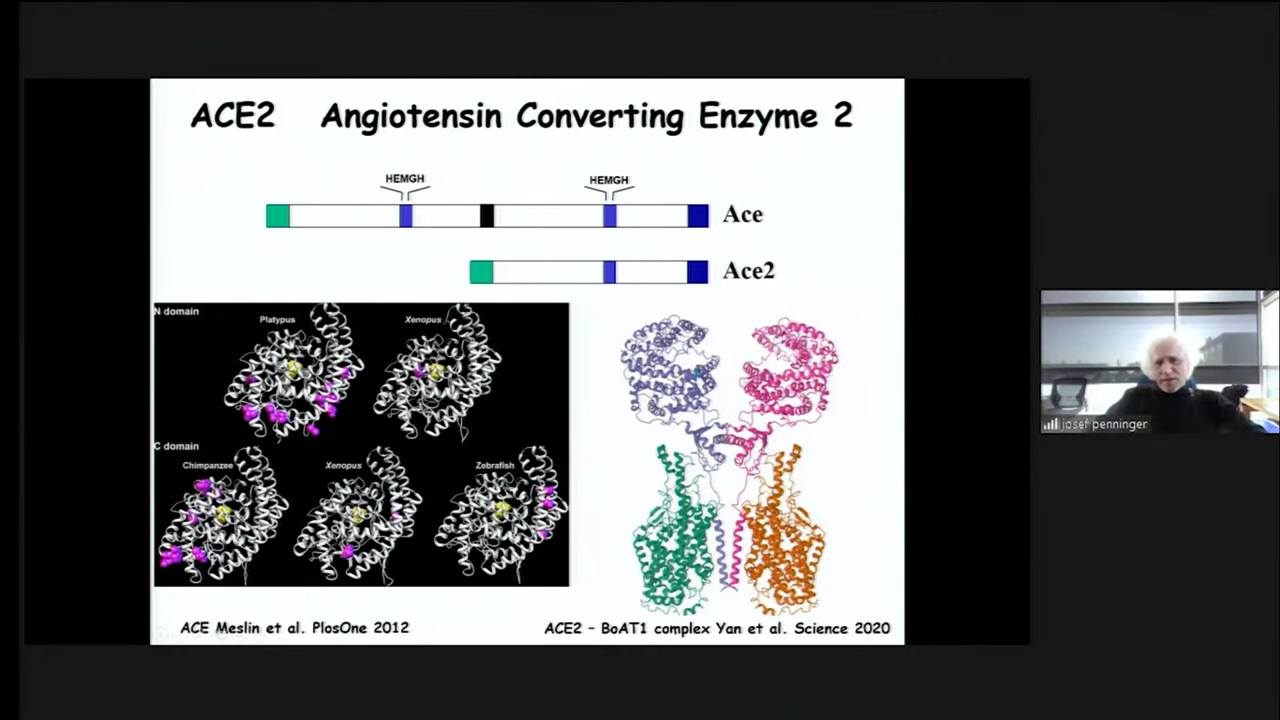 ACE2 Angiotensin Converting Enzyme 2
HEMGH HEMGH
Ace
Ace2
N domain
Platypus Xenopus
C domain
Chimpanzee Xenopus Zebrafish
ACE Meslin et al. PlosOne 2012
ACE2 – BoAT1 complex Yan et al. Science 2020
josef penninger